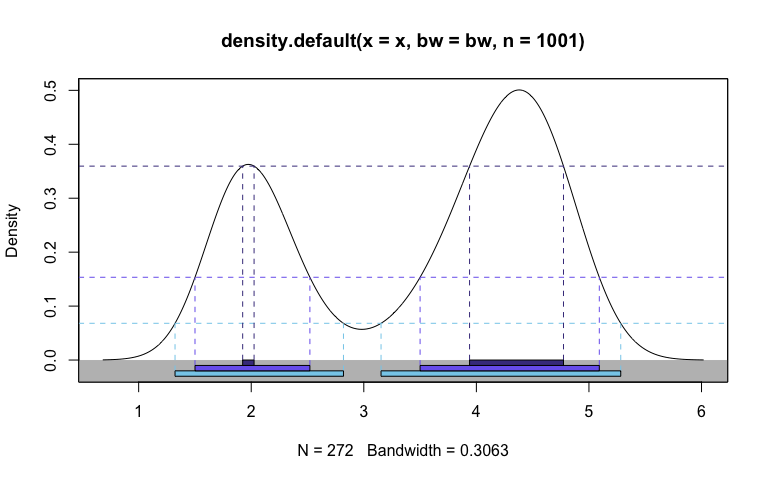 density.default(x = x, bw = bw, n = 1001)
Density
0.5
0.4
0.3
0.2
0.1
0.0
1 2 3 4 5 6
N = 272 Bandwidth = 0.3063